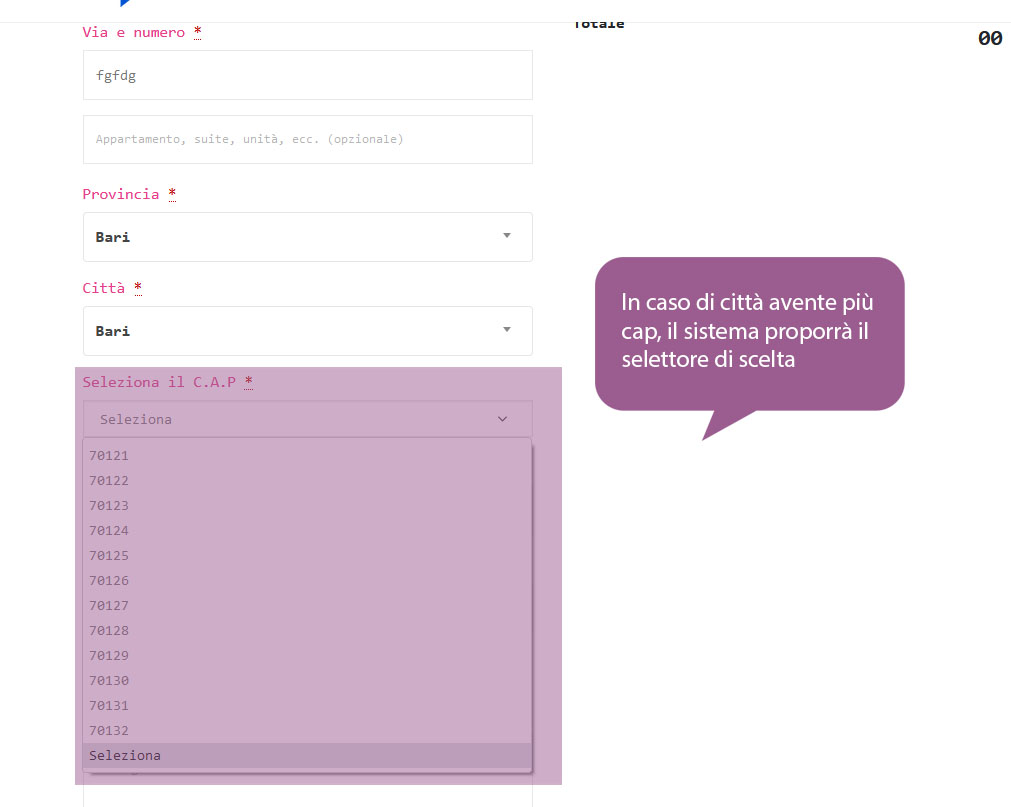 Totale
Via e numero *
00
fgfdg
Appartamento, suite, unità, ecc. (opzionale)
Provincia *
Bari
Città *
Bari
In caso di città avente più
cap, il sistema proporrà il
selettore di scelta
Seleziona il C.A.P *
Seleziona
70121
70122
70123
70124
70125
70126
70127
70128
70129
70130
70131
70132
Seleziona